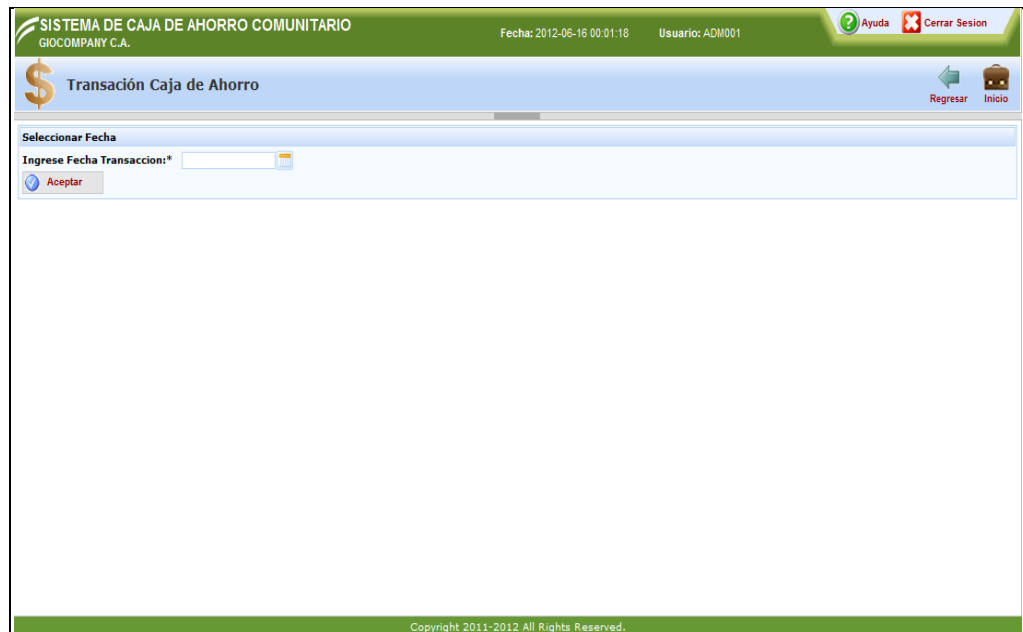 SISTEMA DE CAJA DE AHORRO COMUNITARIO
GIOCOMPANY C.A.
Fecha: 2012-06-16 00:01:18 Usuario: ADM001
Ayuda Cerrar Sesion
Transación Caja de Ahorro
Regresar Inicio
Seleccionar Fecha
Ingrese Fecha Transaccion:*
Aceptar
Copyright 2011-2012 All Rights Reserved.